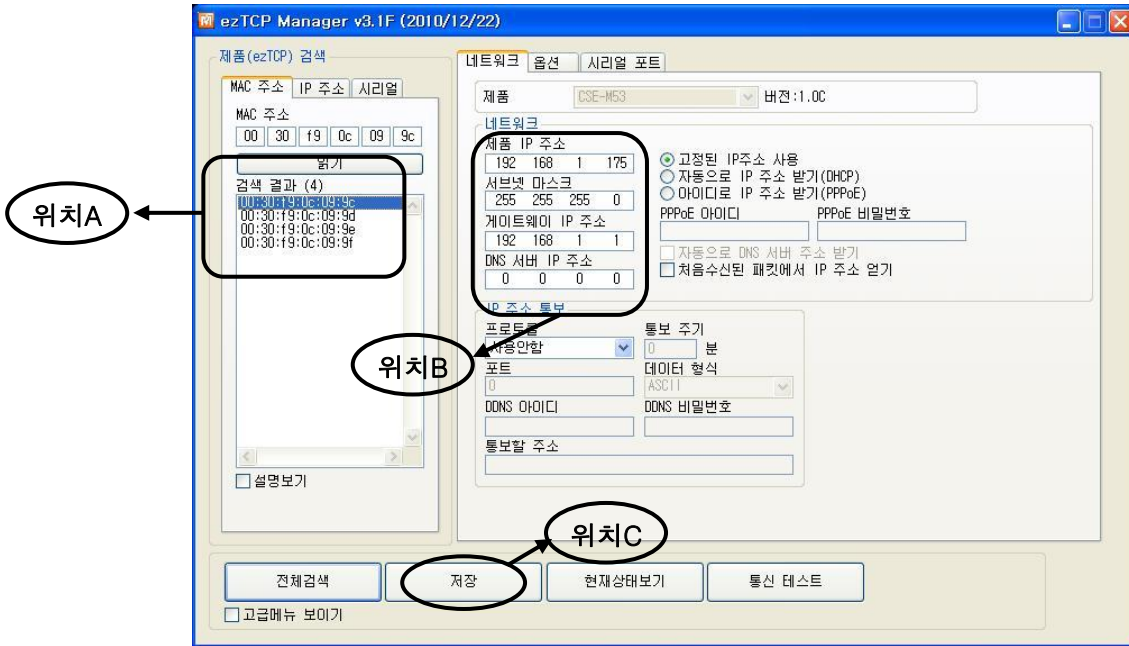 ezTCP Manager v3.1F (2010/12/22)
제품(ezTCP) 검색
MAC 주소 IP 주소 시리얼
MAC 주소
00 30 f9 0c 09 9c
읽기
검색 결과 (4)
00:30:f9:0c:09:9c
00:30:f9:0c:09:9d
00:30:f9:0c:09:9e
00:30:f9:0c:09:9f
설명보기
위치A
네트워크 옵션 시리얼 포트
제품 CSE-M53 버전:1.0C
네트워크
제품 IP 주소
192 168 1 175
서브넷 마스크
255 255 255 0
게이트웨이 IP 주소
192 168 1 1
DNS 서버 IP 주소
0 0 0 0
고정된 IP주소 사용
자동으로 IP 주소 받기(DHCP)
아이디로 IP 주소 받기(PPPoE)
PPPoE 아이디 PPPoE 비밀번호
자동으로 DNS 서버 주소 받기
처음수신된 패킷에서 IP 주소 얻기
위치B
IP 주소 통보
프로토콜 통보 주기
사용안함 0 분
포트 데이터 형식
0 ASCII
DDNS 아이디 DDNS 비밀번호
통보할 주소
위치C
전체검색 저장 현재상태보기 통신 테스트
고급메뉴 보이기